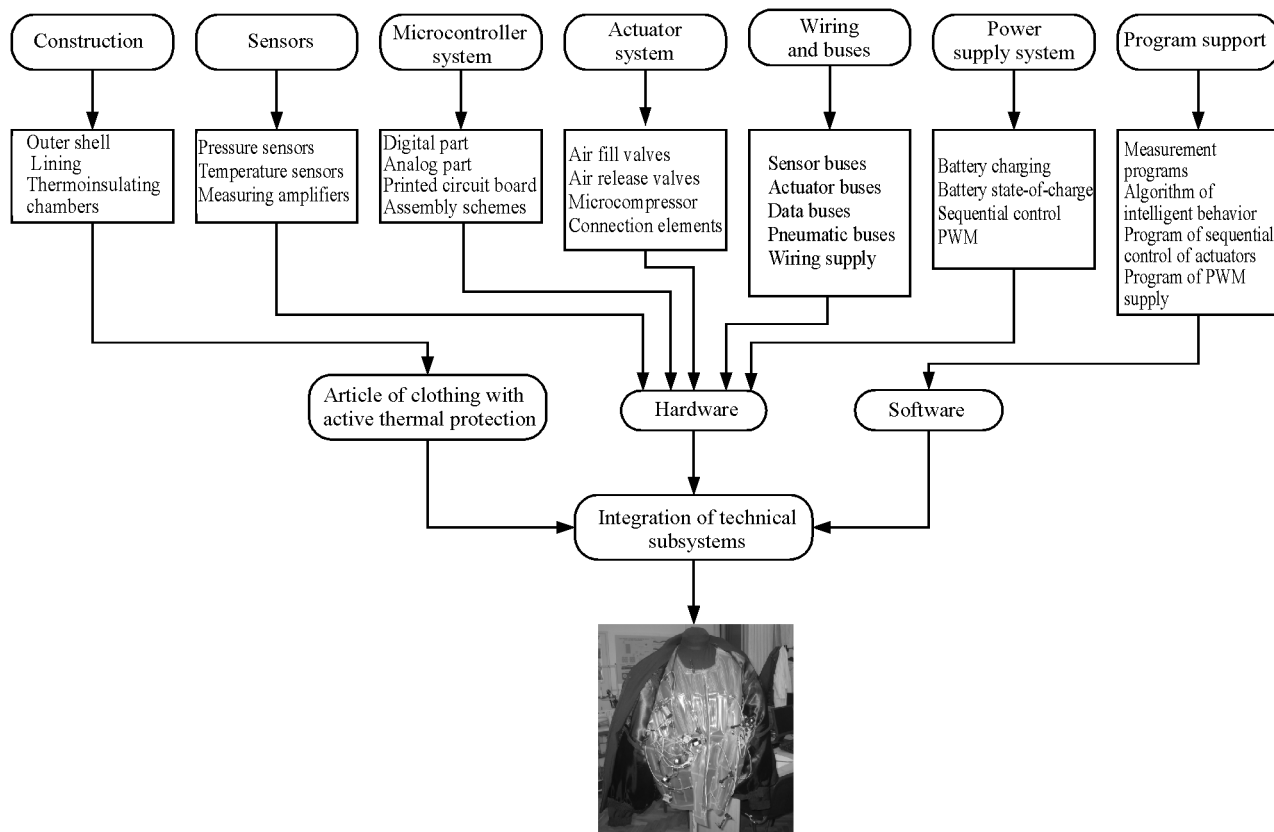 Construction
Sensors
Microcontroller
system
Actuator
system
Wiring
and buses
Power
supply system
Program support
Outer shell
Lining
Thermoinsulating
chambers
Pressure sensors
Temperature sensors
Measuring amplifiers
Digital part
Analog part
Printed circuit board
Assembly schemes
Air fill valves
Air release valves
Microcompressor
Connection elements
Sensor buses
Actuator buses
Data buses
Pneumatic buses
Wiring supply
Battery charging
Battery state-of-charge
Sequential control
PWM
Measurement
programs
Algorithm of
intelligent behavior
Program of sequential
control of actuators
Program of PWM
supply
Article of clothing with
active thermal protection
Hardware
Software
Integration of technical
subsystems